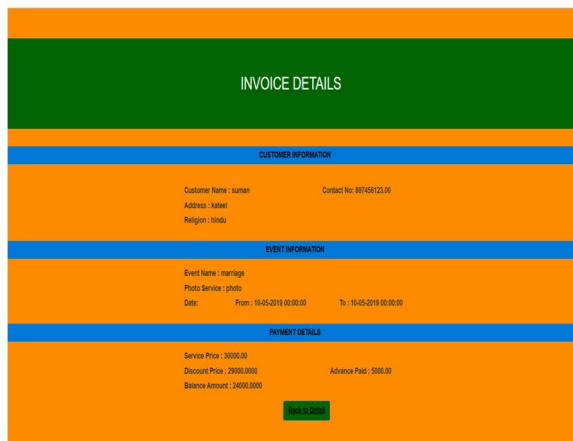 INVOICE DETAILS
CUSTOMER INFORMATION
Customer Name : suman Contact No: 897456123.00
Address : kateel
Religion : hindu
EVENT INFORMATION
Event Name : marriage
Photo Service : photo
Date: From : 10-05-2019 00:00:00 To : 10-05-2019 00:00:00
PAYMENT DETAILS
Service Price : 30000.00
Discount Price : 29000.0000 Advance Paid : 5000.00
Balance Amount : 24000.0000
Back to Detail